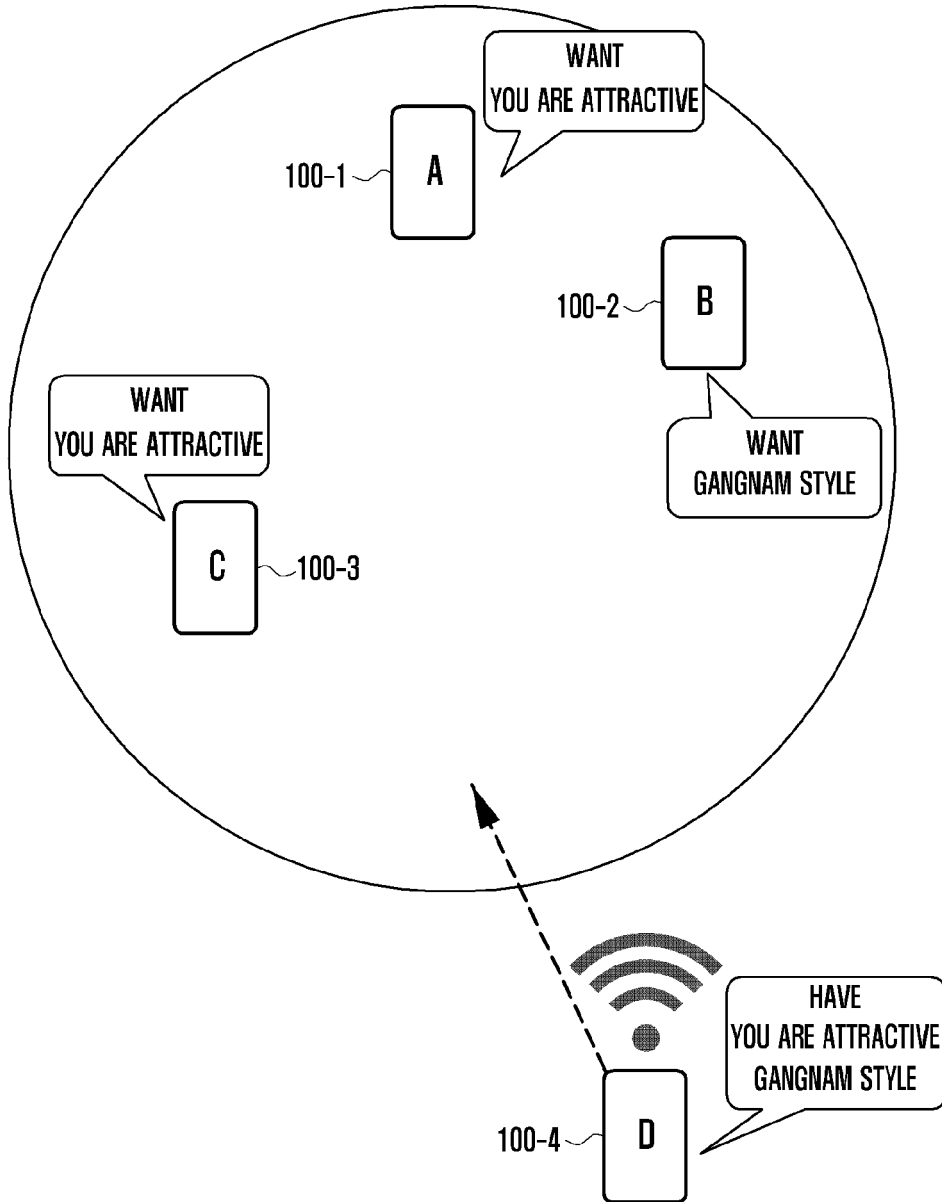 WANT
YOU ARE ATTRACTIVE
100-1
A
100-2
B
WANT
YOU ARE ATTRACTIVE
WANT
GANGNAM STYLE
C
100-3
HAVE
YOU ARE ATTRACTIVE
GANGNAM STYLE
100-4
D